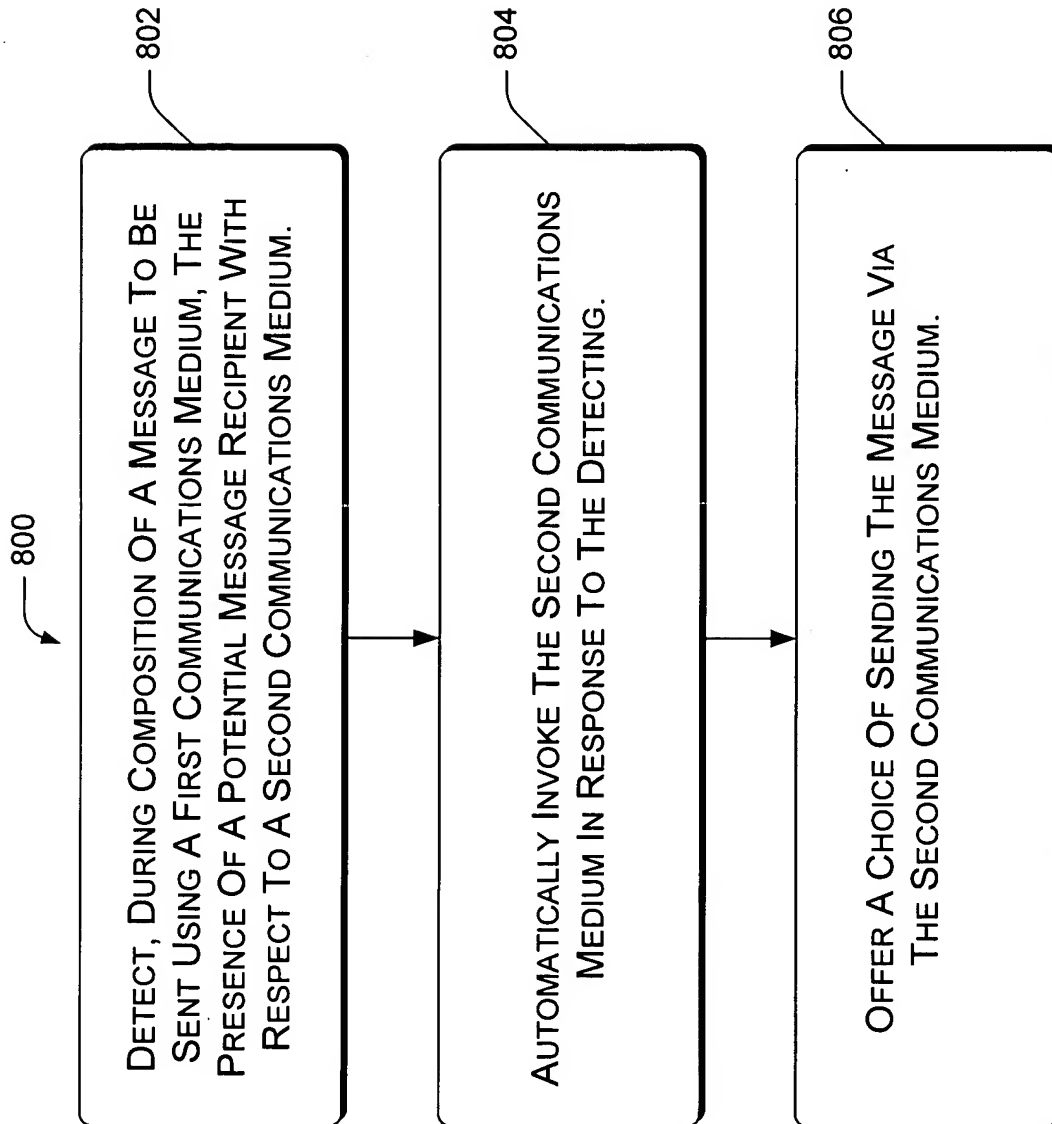 800
DETECT, DURING COMPOSITION OF A MESSAGE TO BE
SENT USING A FIRST COMMUNICATIONS MEDIUM, THE
PRESENCE OF A POTENTIAL MESSAGE RECIPIENT WITH
RESPECT TO A SECOND COMMUNICATIONS MEDIUM.
802
AUTOMATICALLY INVOKE THE SECOND COMMUNICATIONS
MEDIUM IN RESPONSE TO THE DETECTING.
804
OFFER A CHOICE OF SENDING THE MESSAGE VIA
THE SECOND COMMUNICATIONS MEDIUM.
806